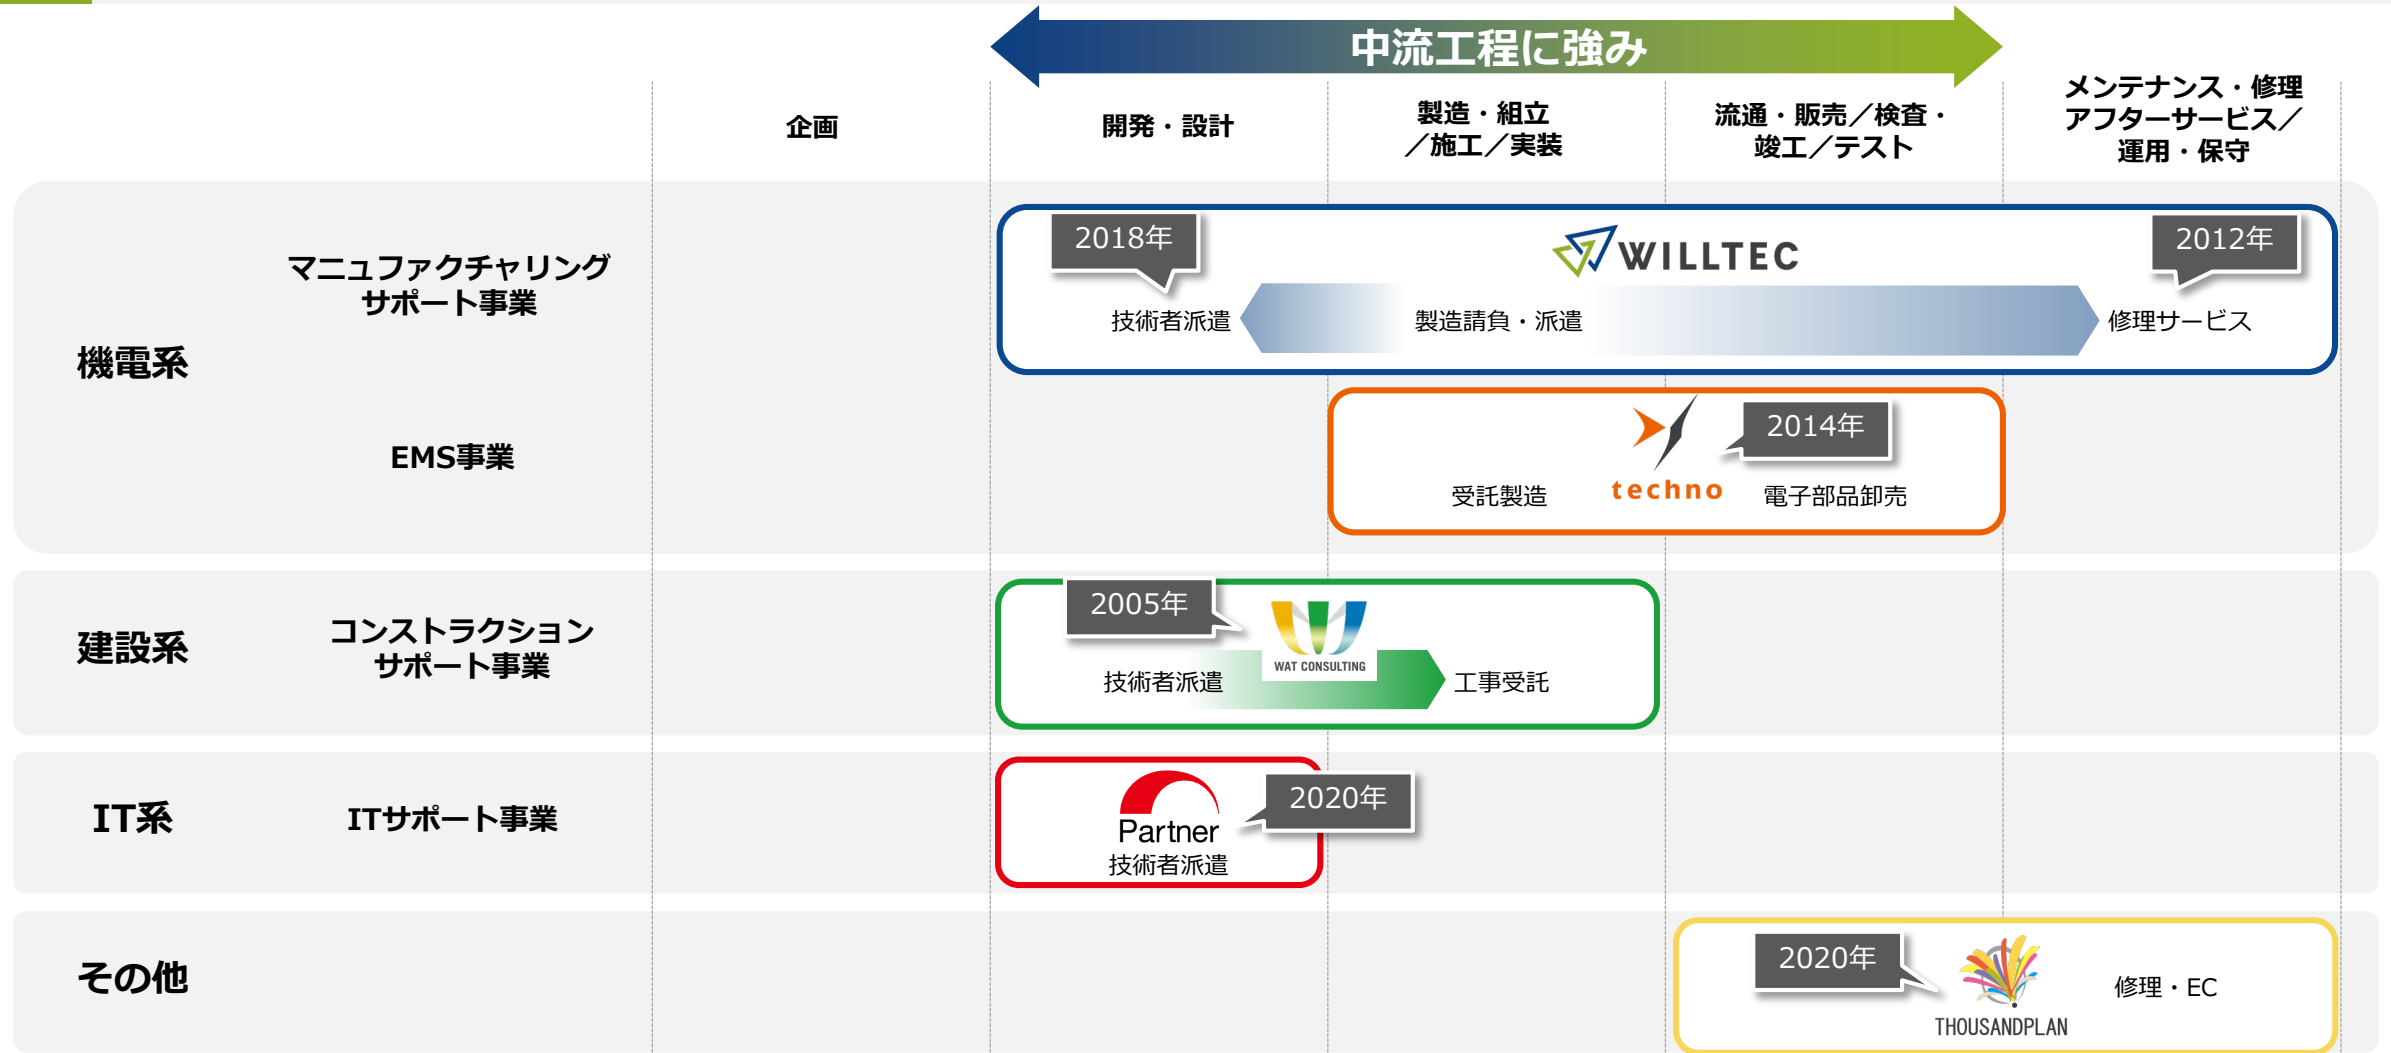 中流工程に強み
企画
開発・設計
製造・組立
／施工／実装
流通・販売／検査・
竣工／テスト
メンテナンス・修理
アフターサービス／
運用・保守
機電系
マニュファクチャリング
サポート事業
2018年
WILLTEC
2012年
技術者派遣
製造請負・派遣
修理サービス
EMS事業
2014年
受託製造
techno
電子部品卸売
建設系
コンストラクション
サポート事業
2005年
WAT CONSULTING
技術者派遣
工事受託
IT系
ITサポート事業
2020年
Partner
技術者派遣
その他
2020年
THOUSANDPLAN
修理・EC